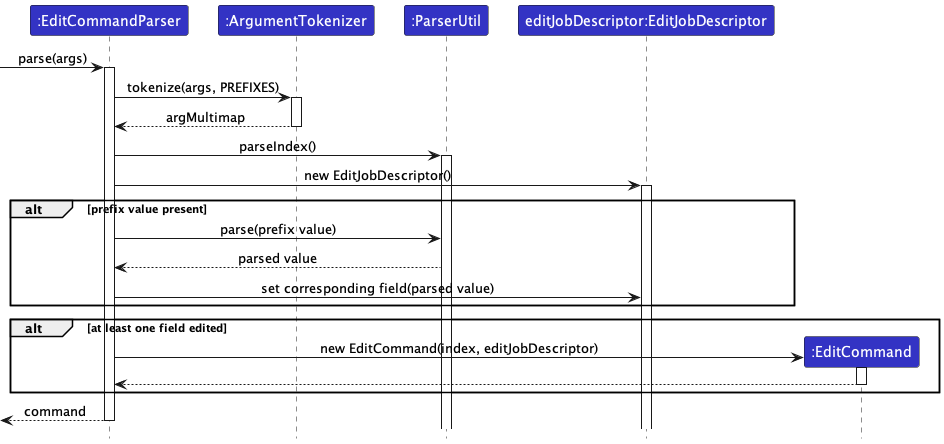 :EditCommandParser
:ArgumentTokenizer
:ParserUtil
editJobDescriptor:EditJobDescriptor
parse(args)
tokenize(args, PREFIXES)
argMultimap
parseIndex()
new EditJobDescriptor()
alt
[prefix value present]
parse(prefix value)
parsed value
set corresponding field(parsed value)
alt
[at least one field edited]
new EditCommand(index, editJobDescriptor)
:EditCommand
command